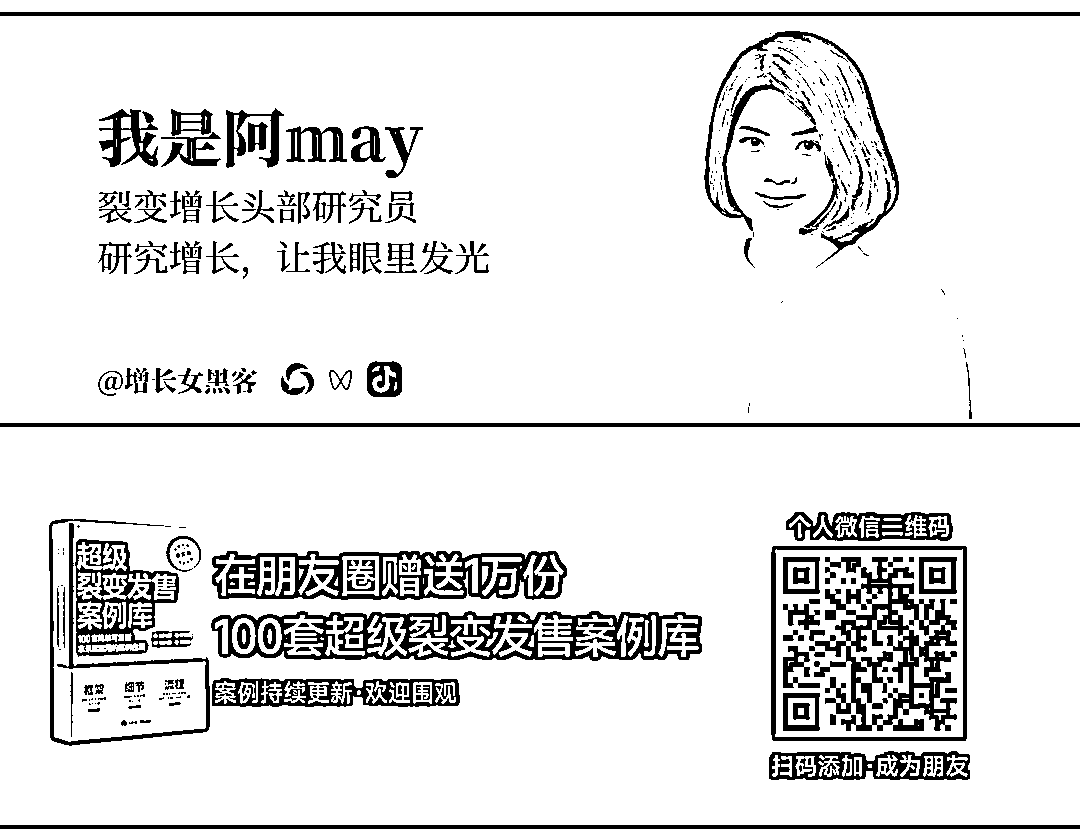 我是阿may
裂变增长头部研究员
研究增长，让我眼里发光
@增长女黑客
超级
裂变发售
案例库
框架 细节 流程
在朋友圈赠送1万份
100套超级裂变发售案例库
案例持续更新·欢迎围观
个人微信二维码
扫码添加·成为朋友